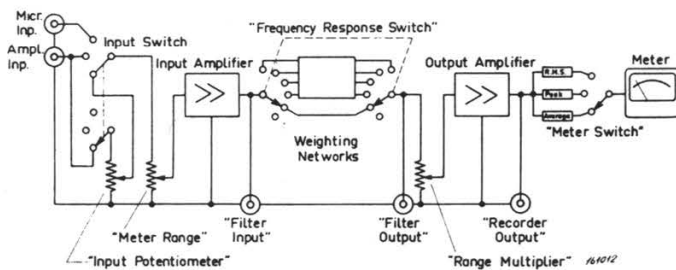 Micr.
Inp.
Ampl.
Inp.
Input Switch
"Frequency Response Switch"
Input Amplifier
Output Amplifier
Meter
R.M.S.
Peak
Average
"Meter Switch"
Weighting
Networks
"Filter
Input"
"Filter
Output"
"Recorder
Output"
"Meter Range"
"Range Multiplier"
"Input Potentiometer"
161012